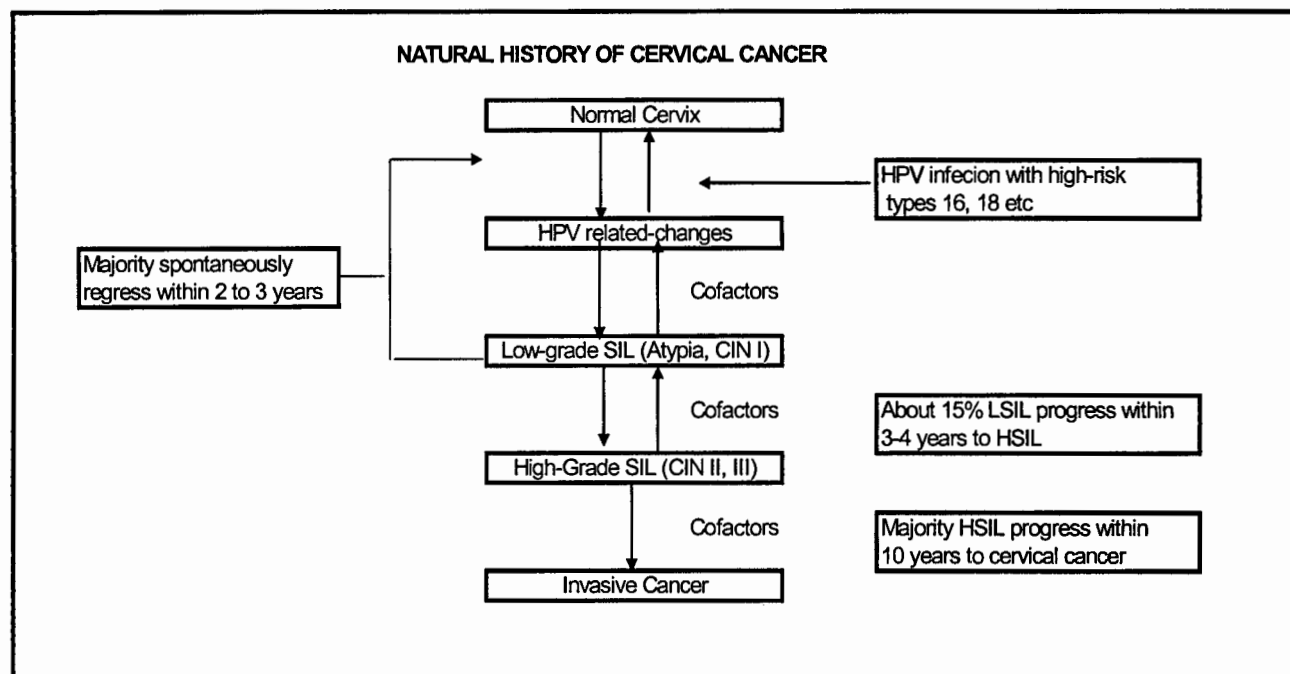 NATURAL HISTORY OF CERVICAL CANCER
Normal Cervix
HPV infecion with high-risk
types 16, 18 etc
HPV related-changes
Majority spontaneously
regress within 2 to 3 years
Cofactors
Low-grade SIL (Atypia, CIN I)
Cofactors
About 15% LSIL progress within
3-4 years to HSIL
High-Grade SIL (CIN II, III)
Cofactors
Majority HSIL progress within
10 years to cervical cancer
Invasive Cancer